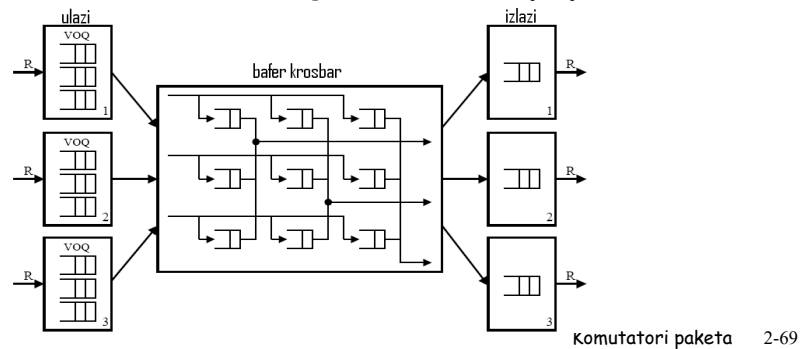 ulazi
izlazi
VOQ
R
1
bafer krosbar
R
1
VOQ
R
2
R
2
VOQ
R
3
R
3
Komutatori paketa 2-69